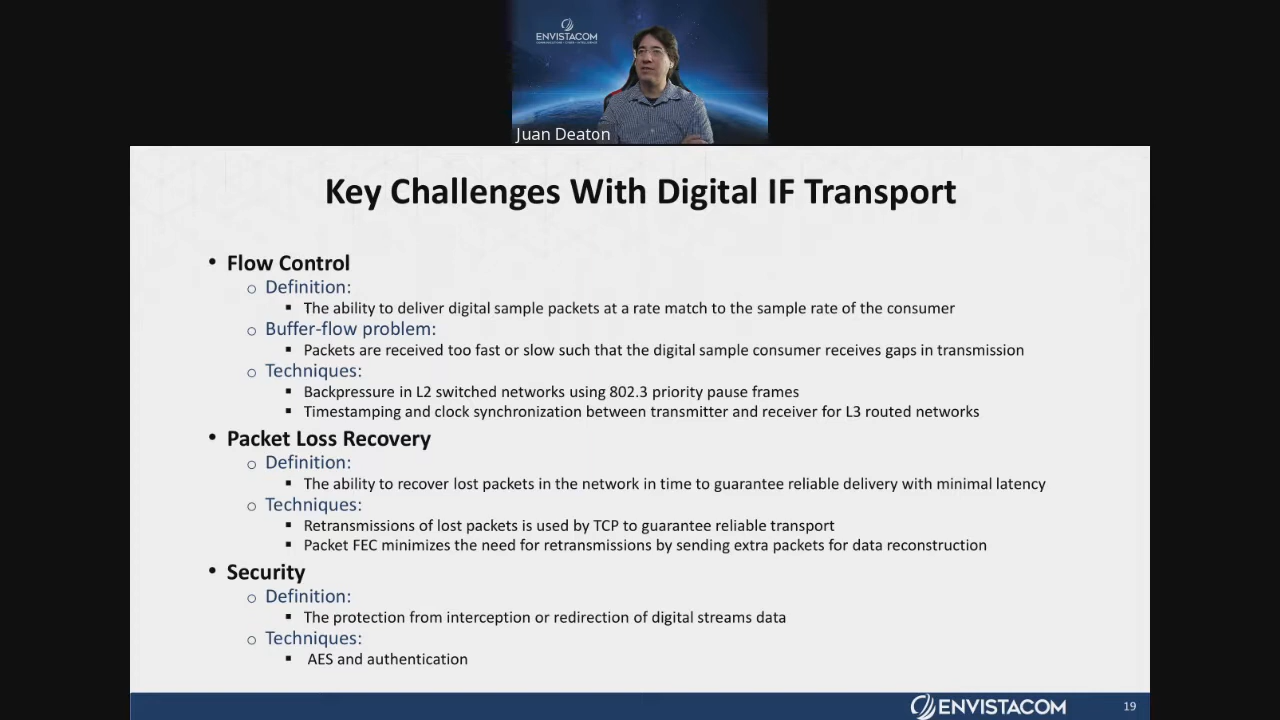 ENVISTACOM
Juan Deaton
Key Challenges With Digital IF Transport
• Flow Control
o Definition:
▪ The ability to deliver digital sample packets at a rate match to the sample rate of the consumer
o Buffer-flow problem:
▪ Packets are received too fast or slow such that the digital sample consumer receives gaps in transmission
o Techniques:
▪ Backpressure in L2 switched networks using 802.3 priority pause frames
▪ Timestamping and clock synchronization between transmitter and receiver for L3 routed networks
• Packet Loss Recovery
o Definition:
▪ The ability to recover lost packets in the network in time to guarantee reliable delivery with minimal latency
o Techniques:
▪ Retransmissions of lost packets is used by TCP to guarantee reliable transport
▪ Packet FEC minimizes the need for retransmissions by sending extra packets for data reconstruction
• Security
o Definition:
▪ The protection from interception or redirection of digital streams data
o Techniques:
▪ AES and authentication
ENVISTACOM 19